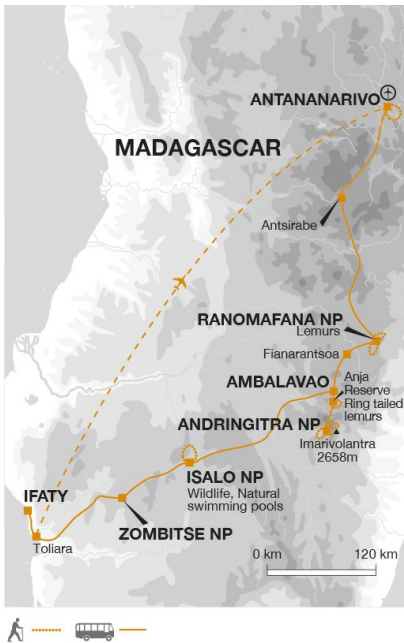 ANTANANARIVO
MADAGASCAR
Antsirabe
RANOMAFANA NP
Lemurs
Fianarantsoa
AMBALAVAO
Anja
Reserve
Ring tailed
lemurs
ANDRINGITRA NP
Imarivolantra
2658m
ISALO NP
Wildlife, Natural
swimming pools
IFATY
ZOMBITSE NP
Toliara
0 km
120 km